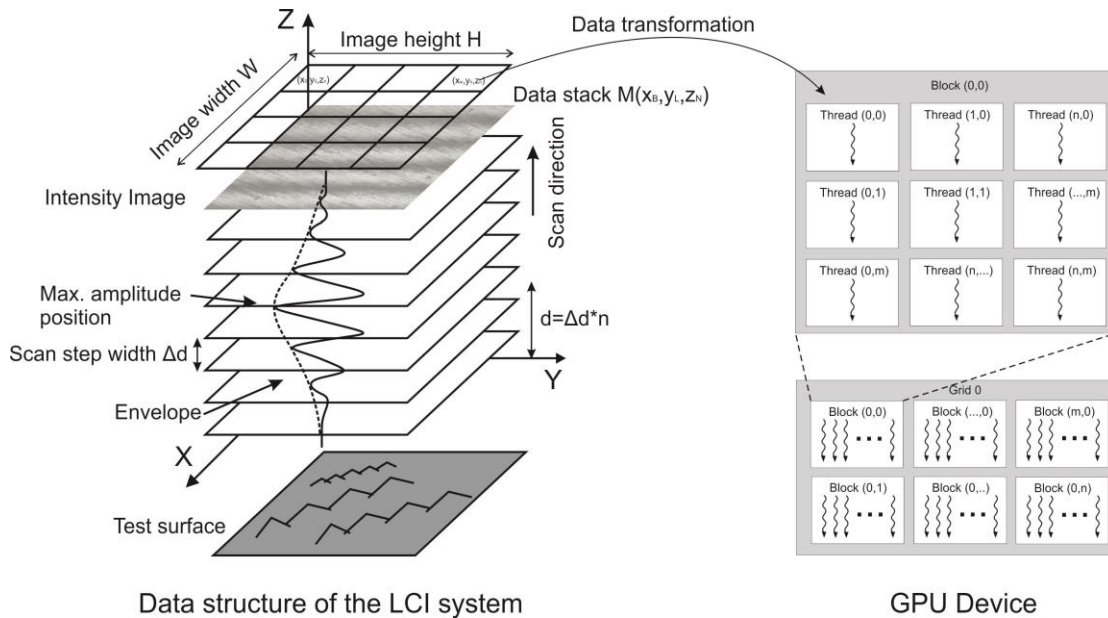 Z
Image height H
Image width W
Data transformation
Data stack M(xB,yL,zN)
Intensity Image
Scan direction
Max. amplitude
position
d=Δd*n
Scan step width Δd
Y
Envelope
X
Test surface
Data structure of the LCI system
Block (0,0)
Thread (0,0)
Thread (1,0)
Thread (n,0)
Thread (0,1)
Thread (1,1)
Thread (...,m)
Thread (0,m)
Thread (n,...)
Thread (n,m)
Grid 0
Block (0,0)
Block (...,0)
Block (m,0)
Block (0,1)
Block (0,..)
Block (0,n)
GPU Device